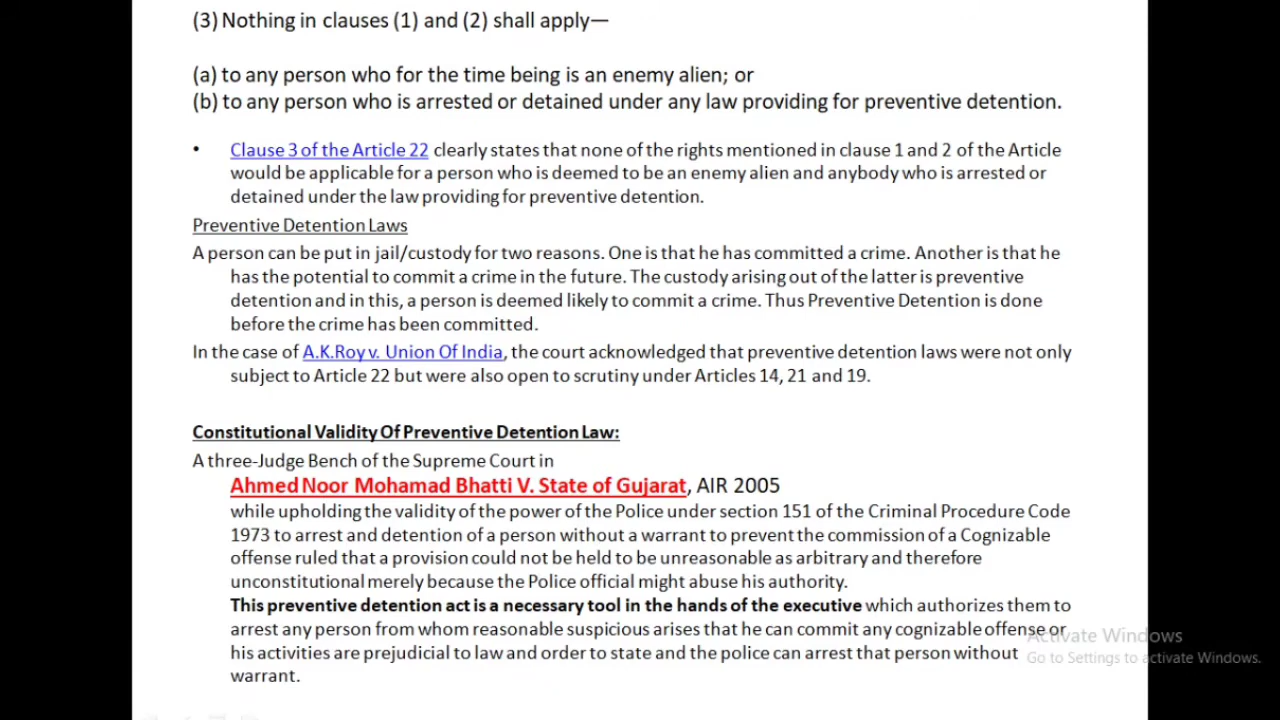 (3) Nothing in clauses (1) and (2) shall apply—
(a) to any person who for the time being is an enemy alien; or
(b) to any person who is arrested or detained under any law providing for preventive detention.
• Clause 3 of the Article 22 clearly states that none of the rights mentioned in clause 1 and 2 of the Article
would be applicable for a person who is deemed to be an enemy alien and anybody who is arrested or
detained under the law providing for preventive detention.
Preventive Detention Laws
A person can be put in jail/custody for two reasons. One is that he has committed a crime. Another is that he
has the potential to commit a crime in the future. The custody arising out of the latter is preventive
detention and in this, a person is deemed likely to commit a crime. Thus Preventive Detention is done
before the crime has been committed.
In the case of A.K.Roy v. Union Of India, the court acknowledged that preventive detention laws were not only
subject to Article 22 but were also open to scrutiny under Articles 14, 21 and 19.
Constitutional Validity Of Preventive Detention Law:
A three-Judge Bench of the Supreme Court in
Ahmed Noor Mohamad Bhatti V. State of Gujarat, AIR 2005
while upholding the validity of the power of the Police under section 151 of the Criminal Procedure Code
1973 to arrest and detention of a person without a warrant to prevent the commission of a Cognizable
offense ruled that a provision could not be held to be unreasonable as arbitrary and therefore
unconstitutional merely because the Police official might abuse his authority.
This preventive detention act is a necessary tool in the hands of the executive which authorizes them to
arrest any person from whom reasonable suspicious arises that he can commit any cognizable offense or
his activities are prejudicial to law and order to state and the police can arrest that person without
warrant.
Activate Windows
Go to Settings to activate Windows.